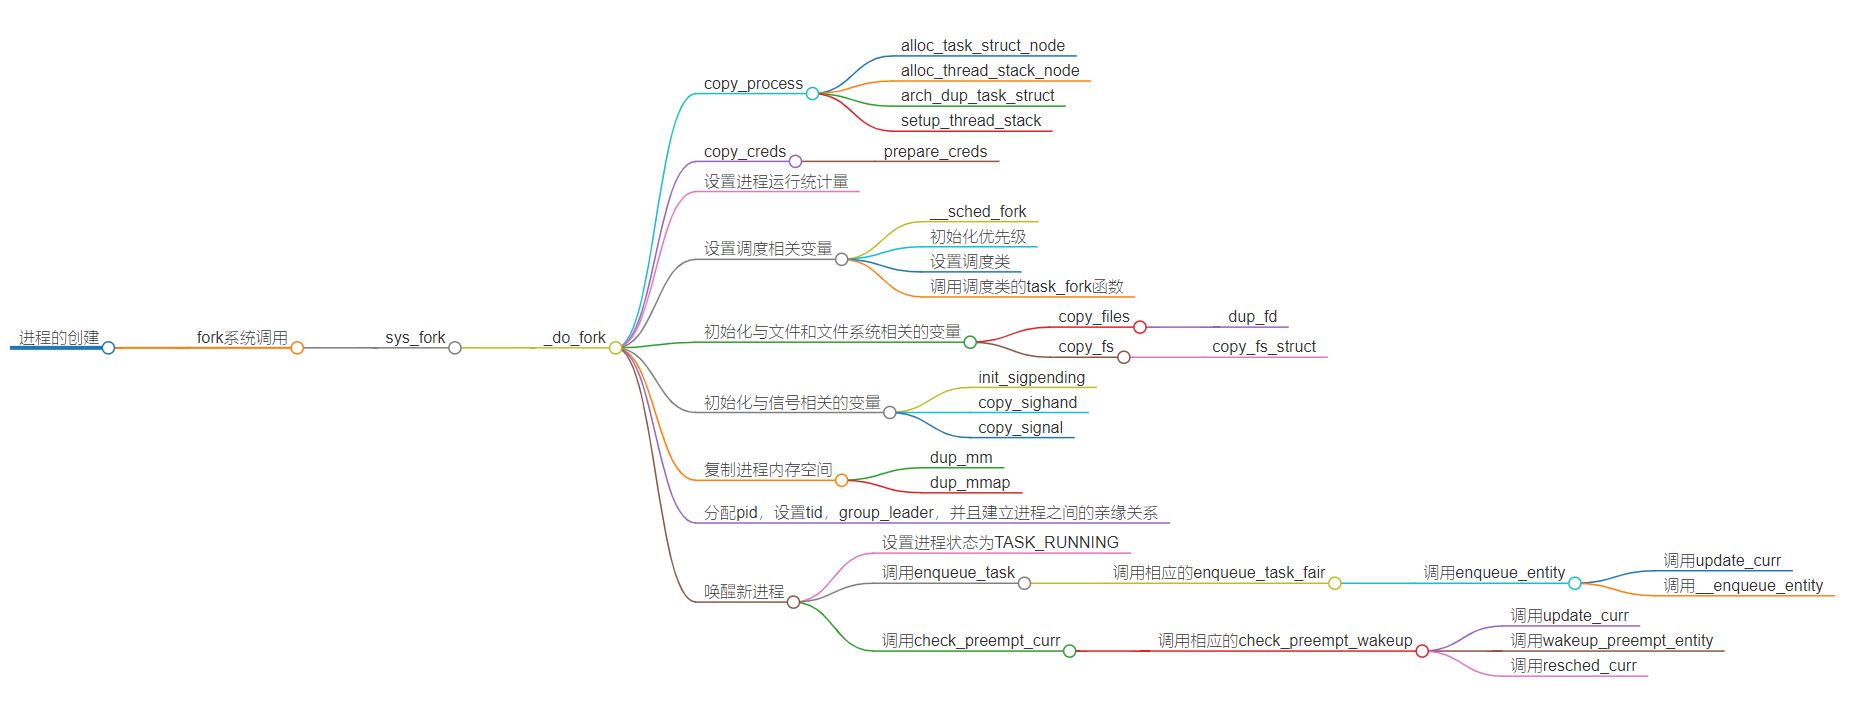 进程的创建
fork系统调用
sys_fork
_do_fork
copy_process
alloc_task_struct_node
alloc_thread_stack_node
arch_dup_task_struct
setup_thread_stack
copy_creds
prepare_creds
设置进程运行统计量
设置调度相关变量
__sched_fork
初始化优先级
设置调度类
调用调度类的task_fork函数
初始化与文件和文件系统相关的变量
copy_files
dup_fd
copy_fs
copy_fs_struct
初始化与信号相关的变量
init_sigpending
copy_sighand
copy_signal
复制进程内存空间
dup_mm
dup_mmap
分配pid，设置tid，group_leader，并且建立进程之间的亲缘关系
唤醒新进程
设置进程状态为TASK_RUNNING
调用enqueue_task
调用相应的enqueue_task_fair
调用enqueue_entity
调用update_curr
调用__enqueue_entity
调用check_preempt_curr
调用相应的check_preempt_wakeup
调用update_curr
调用wakeup_preempt_entity
调用resched_curr